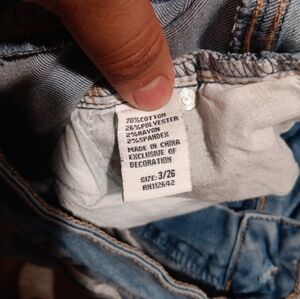 70%COTTON
26%POLYESTER
2%RAYON
2%SPANDEX
MADE IN CHINA
EXCLUSIVE OF
DECORATION
SIZE: 3/26
RN112642